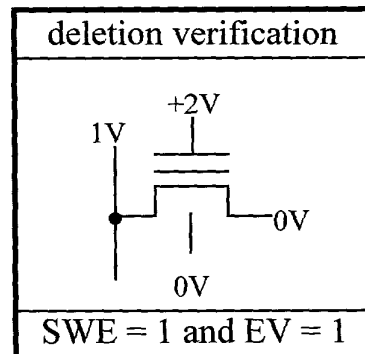 deletion verification
+2V
1V
0V
0V
SWE = 1 and EV = 1